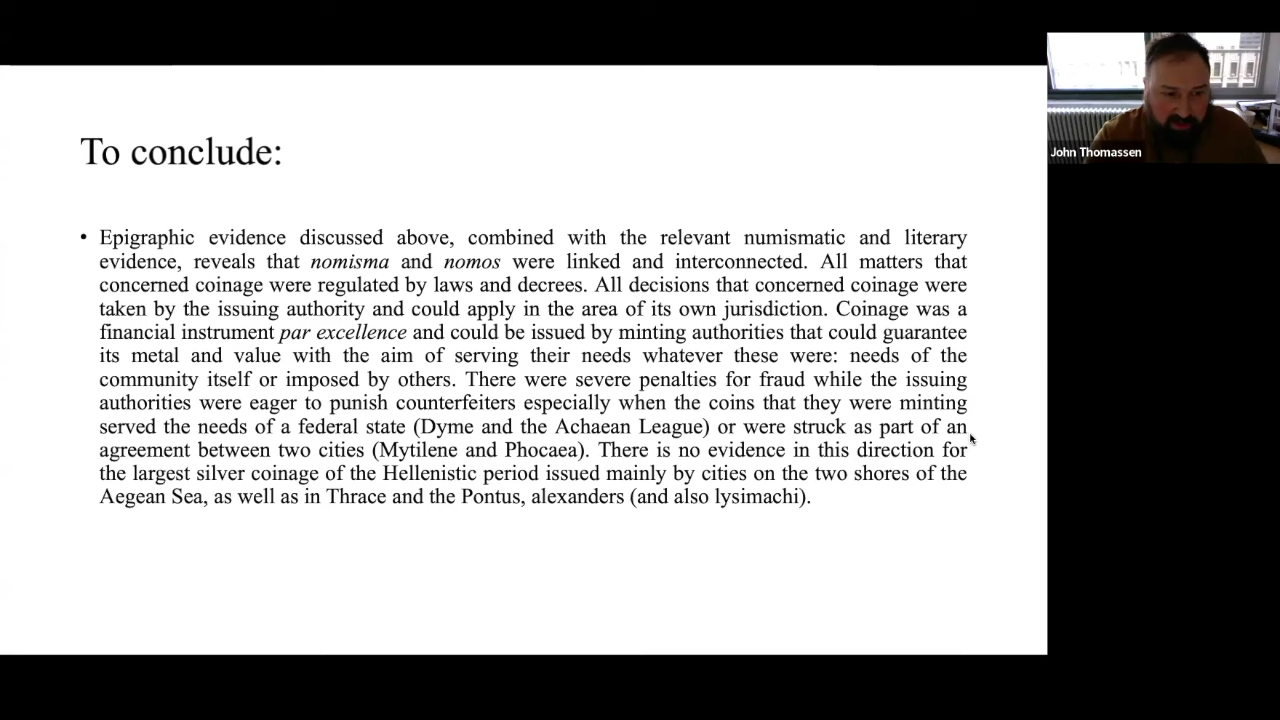 To conclude:
• Epigraphic evidence discussed above, combined with the relevant numismatic and literary
evidence, reveals that nomisma and nomos were linked and interconnected. All matters that
concerned coinage were regulated by laws and decrees. All decisions that concerned coinage were
taken by the issuing authority and could apply in the area of its own jurisdiction. Coinage was a
financial instrument par excellence and could be issued by minting authorities that could guarantee
its metal and value with the aim of serving their needs whatever these were: needs of the
community itself or imposed by others. There were severe penalties for fraud while the issuing
authorities were eager to punish counterfeiters especially when the coins that they were minting
served the needs of a federal state (Dyme and the Achaean League) or were struck as part of an
agreement between two cities (Mytilene and Phocaea). There is no evidence in this direction for
the largest silver coinage of the Hellenistic period issued mainly by cities on the two shores of the
Aegean Sea, as well as in Thrace and the Pontus, alexanders (and also lysimachi).
John Thomassen